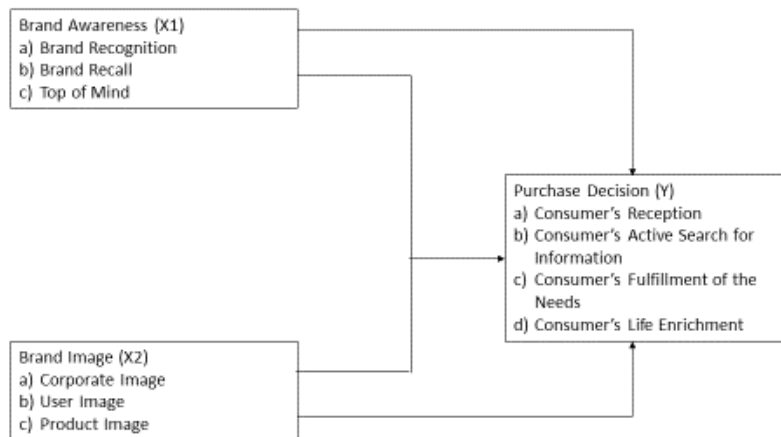 Brand Awareness (X1)
a) Brand Recognition
b) Brand Recall
c) Top of Mind
Purchase Decision (Y)
a) Consumer's Reception
b) Consumer's Active Search for
Information
c) Consumer's Fulfillment of the
Needs
d) Consumer's Life Enrichment
Brand Image (X2)
a) Corporate Image
b) User Image
c) Product Image